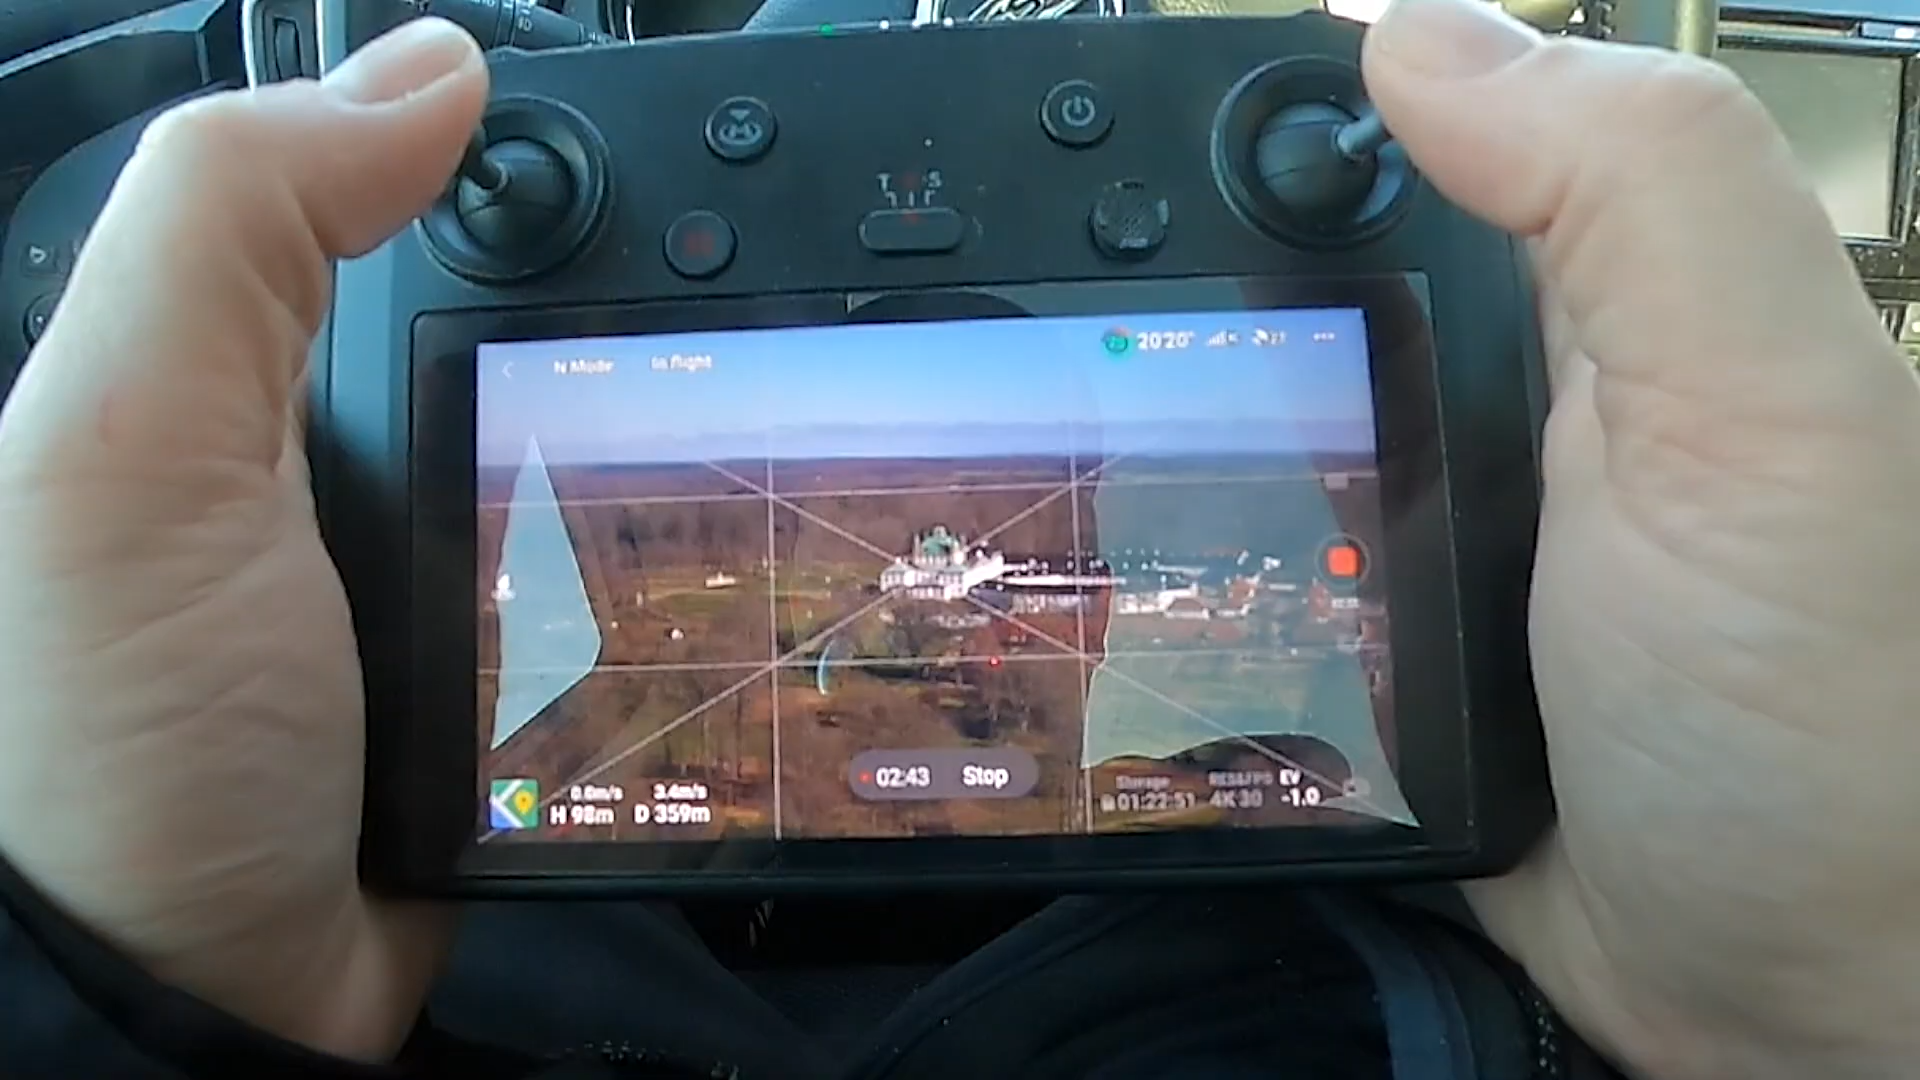 T S
N Mode In flight 20'20"
02:43 Stop
0.0m/s 3.4m/s
H 98m D 359m
Storage RES&FPS EV
01:22:51 4K 30 -1.0